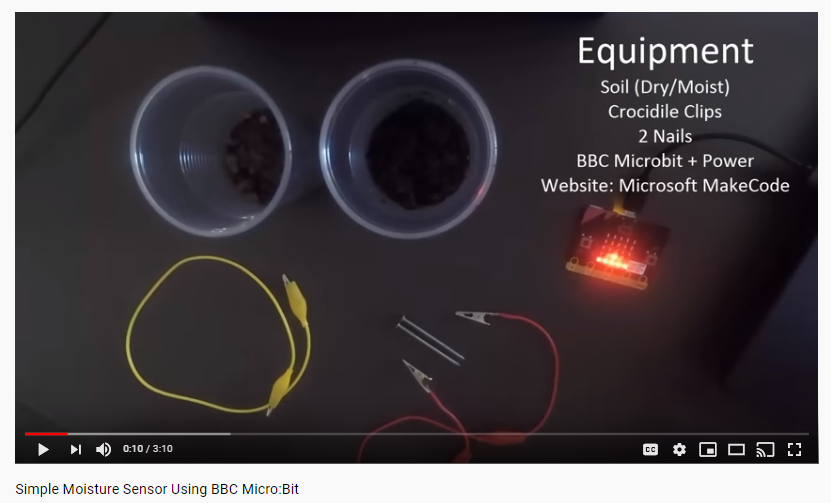 Equipment
Soil (Dry/Moist)
Crocidile Clips
2 Nails
BBC Microbit + Power
Website: Microsoft MakeCode
0:10 / 3:10
CC
Simple Moisture Sensor Using BBC Micro:Bit